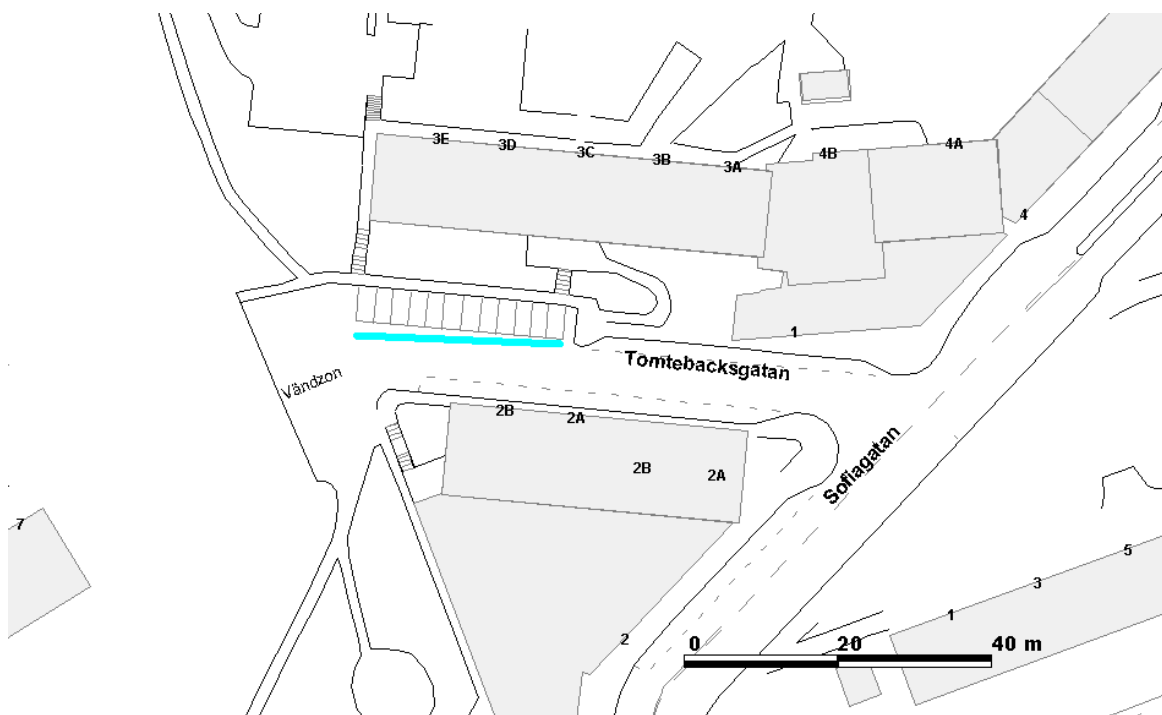 3E
3D
3C
3B
3A
4B
4A
4
1
Tomtebacksgatan
Vändzon
2B
2A
2B
2A
Sofiagatan
7
5
3
1
2
0 20 40 m